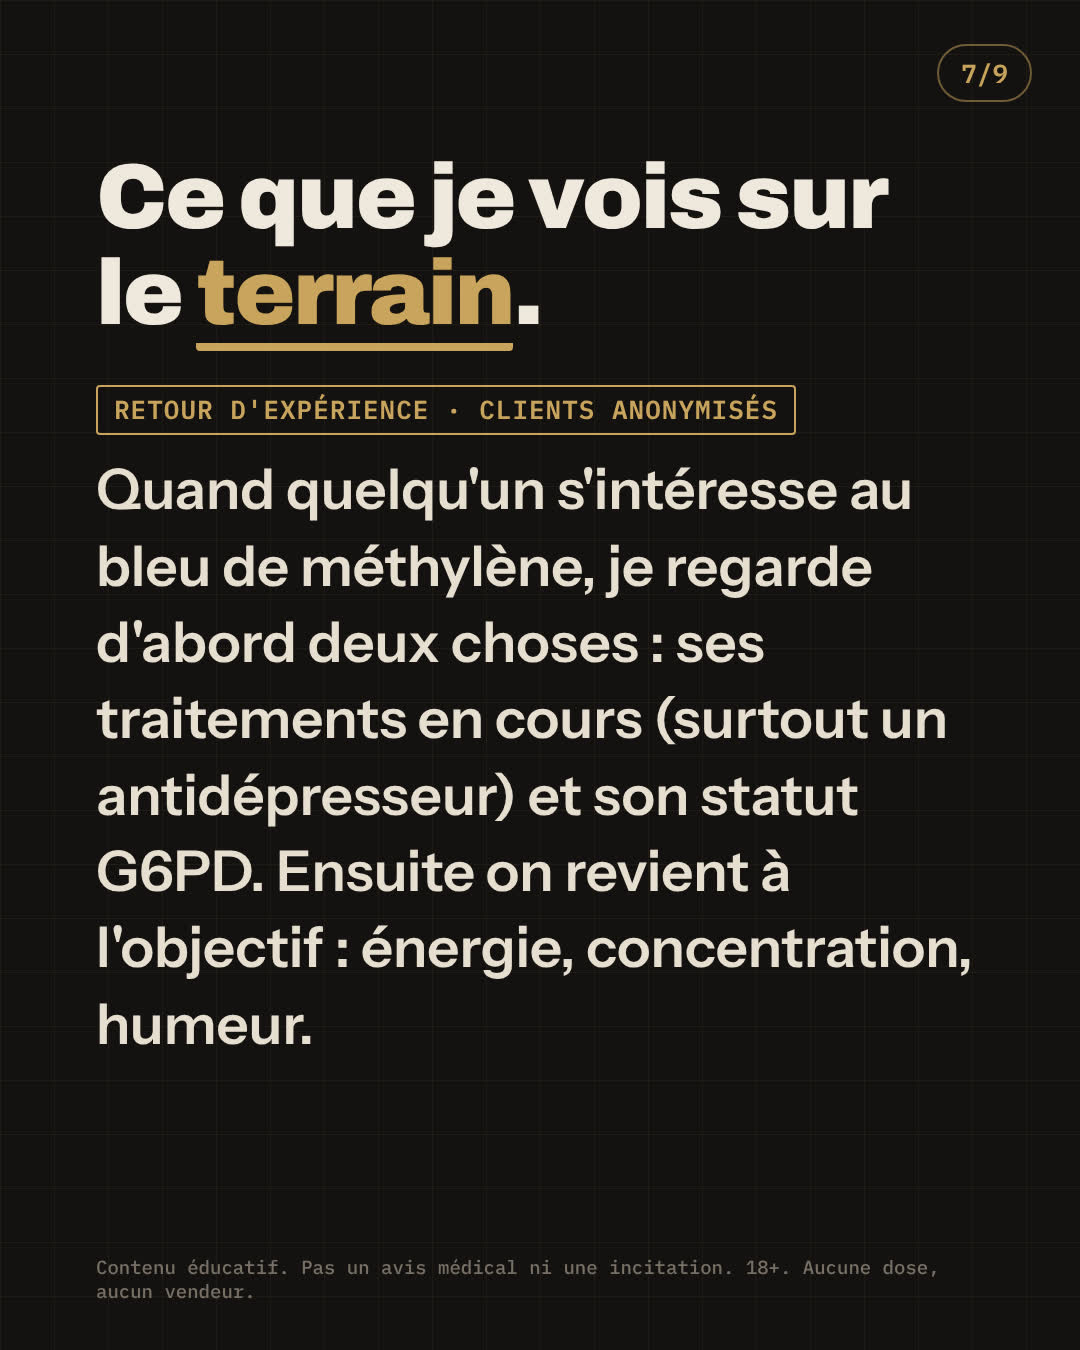 7/9
Ce que je vois sur
le terrain.
RETOUR D'EXPÉRIENCE · CLIENTS ANONYMISÉS
Quand quelqu'un s'intéresse au
bleu de méthylène, je regarde
d'abord deux choses : ses
traitements en cours (surtout un
antidépresseur) et son statut
G6PD. Ensuite on revient à
l'objectif : énergie, concentration,
humeur.
Contenu éducatif. Pas un avis médical ni une incitation. 18+. Aucune dose,
aucun vendeur.